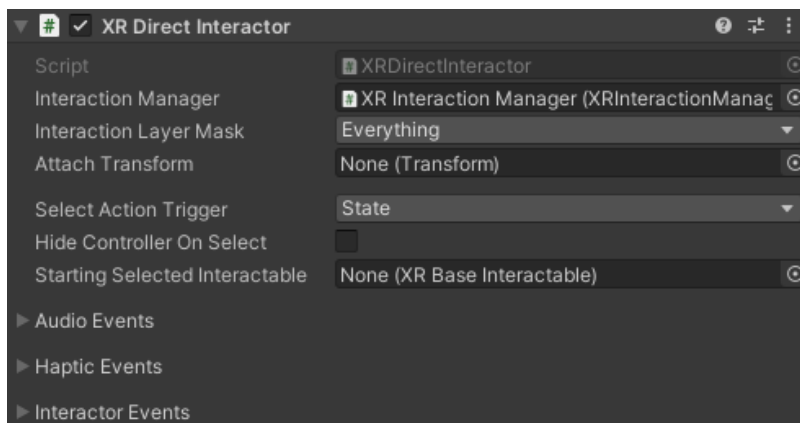 XR Direct Interactor
Script XRDirectInteractor
Interaction Manager XR Interaction Manager (XRInteractionManag
Interaction Layer Mask Everything
Attach Transform None (Transform)
Select Action Trigger State
Hide Controller On Select
Starting Selected Interactable None (XR Base Interactable)
Audio Events
Haptic Events
Interactor Events